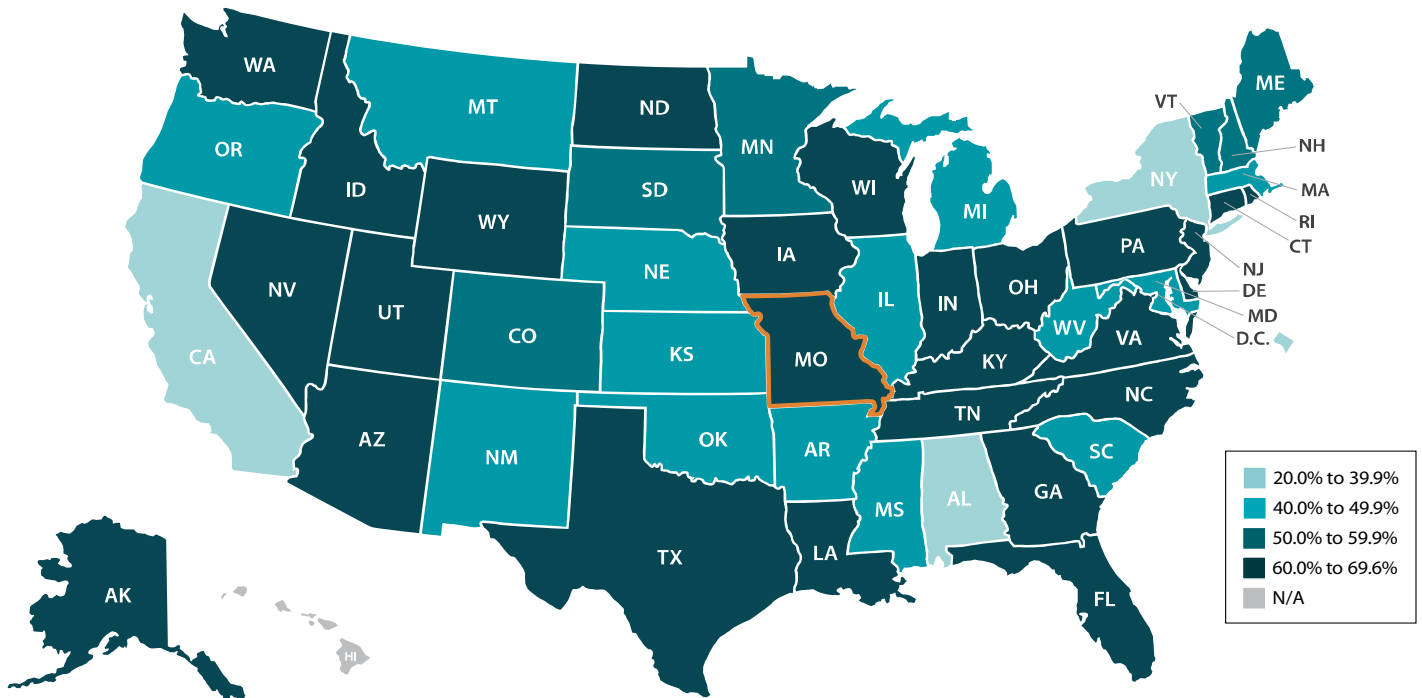 WA
MT
ND
ME
VT
MN
OR
NH
ID
SD
WI
NY
MA
WY
MI
RI
CT
PA
IA
NE
NJ
NV
OH
DE
IL
IN
UT
MD
WV
CO
VA
D.C.
CA
KS
MO
KY
NC
TN
AZ
OK
AR
SC
NM
GA
AL
MS
TX
LA
AK
FL
HI
20.0% to 39.9%
40.0% to 49.9%
50.0% to 59.9%
60.0% to 69.6%
N/A